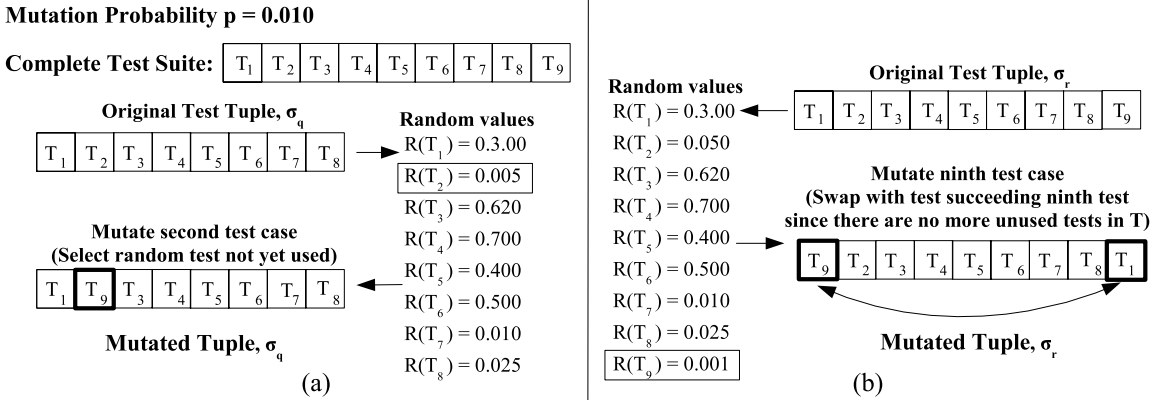 Mutation Probability p = 0.010
Complete Test Suite: T1 T2 T3 T4 T5 T6 T7 T8 T9
Original Test Tuple, σq
T1 T2 T3 T4 T5 T6 T7 T8
Random values
R(T1) = 0.3.00
R(T2) = 0.005
R(T3) = 0.620
R(T4) = 0.700
R(T5) = 0.400
R(T6) = 0.500
R(T7) = 0.010
R(T8) = 0.025
Mutate second test case
(Select random test not yet used)
T1 T9 T3 T4 T5 T6 T7 T8
Mutated Tuple, σq
(a)
Random values
R(T1) = 0.3.00
R(T2) = 0.050
R(T3) = 0.620
R(T4) = 0.700
R(T5) = 0.400
R(T6) = 0.500
R(T7) = 0.010
R(T8) = 0.025
R(T9) = 0.001
Original Test Tuple, σr
T1 T2 T3 T4 T5 T6 T7 T8 T9
Mutate ninth test case
(Swap with test succeeding ninth test
since there are no more unused tests in T)
T9 T2 T3 T4 T5 T6 T7 T8 T1
Mutated Tuple, σr
(b)